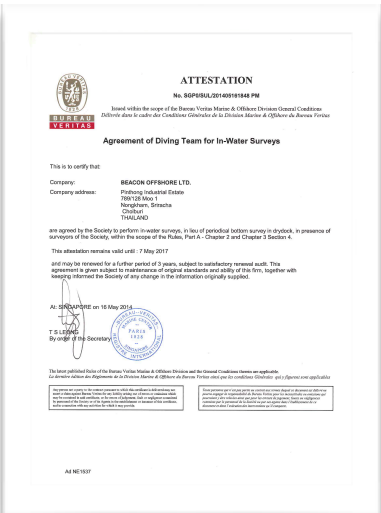 ATTESTATION
No. SGP0/SUL/201405161848 PM
Issued within the scope of the Bureau Veritas Marine & Offshore Division General Conditions
Délivrée dans le cadre des Conditions Générales de la Division Marine & Offshore du Bureau Veritas
BUREAU
VERITAS
Agreement of Diving Team for In-Water Surveys
This is to certify that:
Company: BEACON OFFSHORE LTD.
Company address: Pinthong Industrial Estate
789/128 Moo 1
Nongkham, Sriracha
Cholburi
THAILAND
are agreed by the Society to perform in-water surveys, in lieu of periodical bottom survey in drydock, in presence of
surveyors of the Society, within the scope of the Rules, Part A - Chapter 2 and Chapter 3 Section 4.
This attestation remains valid until : 7 May 2017
and may be renewed for a further period of 3 years, subject to satisfactory renewal audit. This
agreement is given subject to maintenance of original standards and ability of this firm, together with
keeping informed the Society of any change in the information originally supplied.
At: SINGAPORE on 16 May 2014
BUREAU VERITAS
PARIS
1828
T S LEONG
By order of the Secretary
The latest published Rules of the Bureau Veritas Marine & Offshore Division and the General Conditions thereof are applicable.
La dernière édition des Règlements de la Division Marine & Offshore du Bureau Veritas ainsi que les conditions Générales qui y figurent sont applicables
Ad NE1537